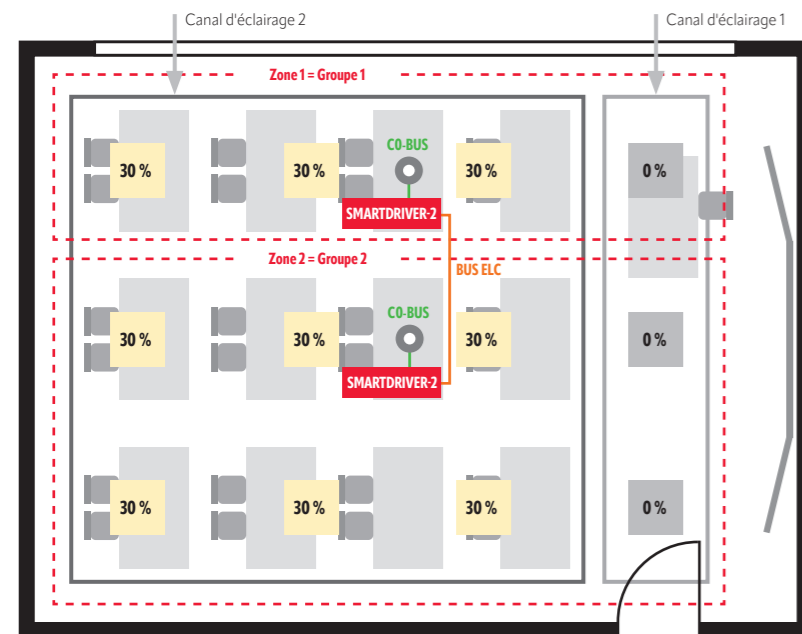 Canal d'éclairage 2
Canal d'éclairage 1
Zone 1 = Groupe 1
C0-BUS
30 %
30 %
30 %
0 %
SMARTDRIVER-2
Zone 2 = Groupe 2
BUS ELC
C0-BUS
30 %
30 %
30 %
0 %
SMARTDRIVER-2
30 %
30 %
30 %
0 %